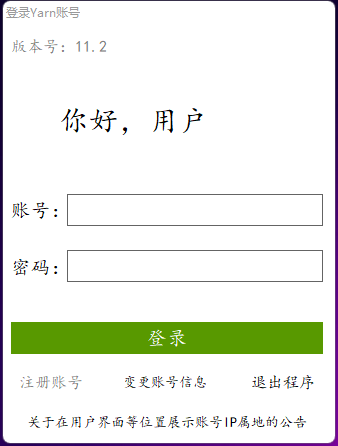 登录Yarn账号
版本号：11.2
你好，用户
账号：
密码：
登录
注册账号 变更账号信息 退出程序
关于在用户界面等位置展示账号IP属地的公告